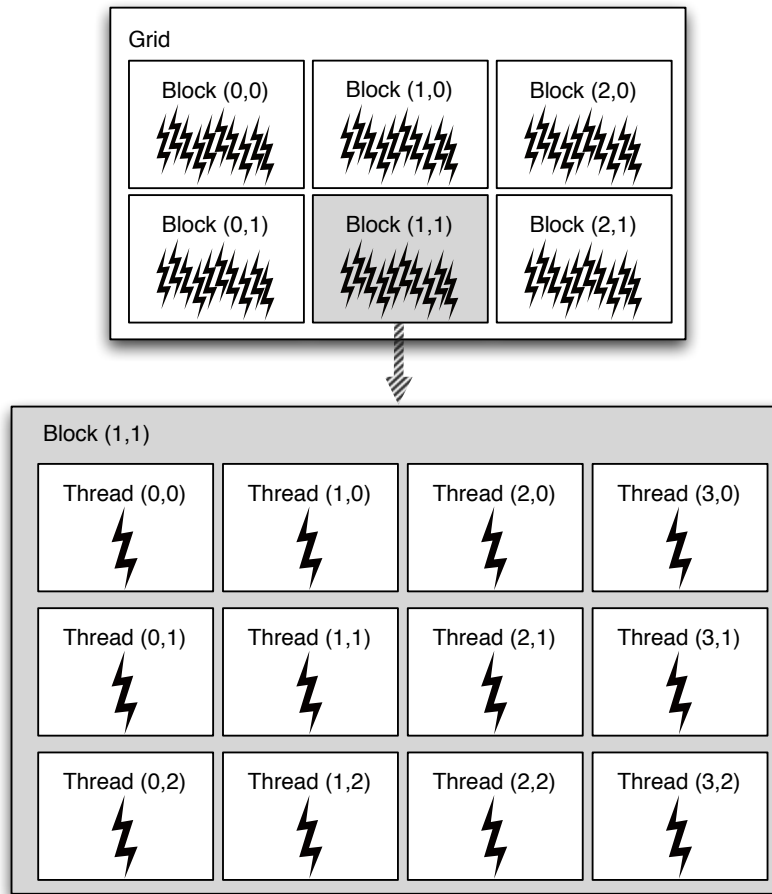 Grid
Block (0,0) Block (1,0) Block (2,0)
Block (0,1) Block (1,1) Block (2,1)
Block (1,1)
Thread (0,0) Thread (1,0) Thread (2,0) Thread (3,0)
Thread (0,1) Thread (1,1) Thread (2,1) Thread (3,1)
Thread (0,2) Thread (1,2) Thread (2,2) Thread (3,2)